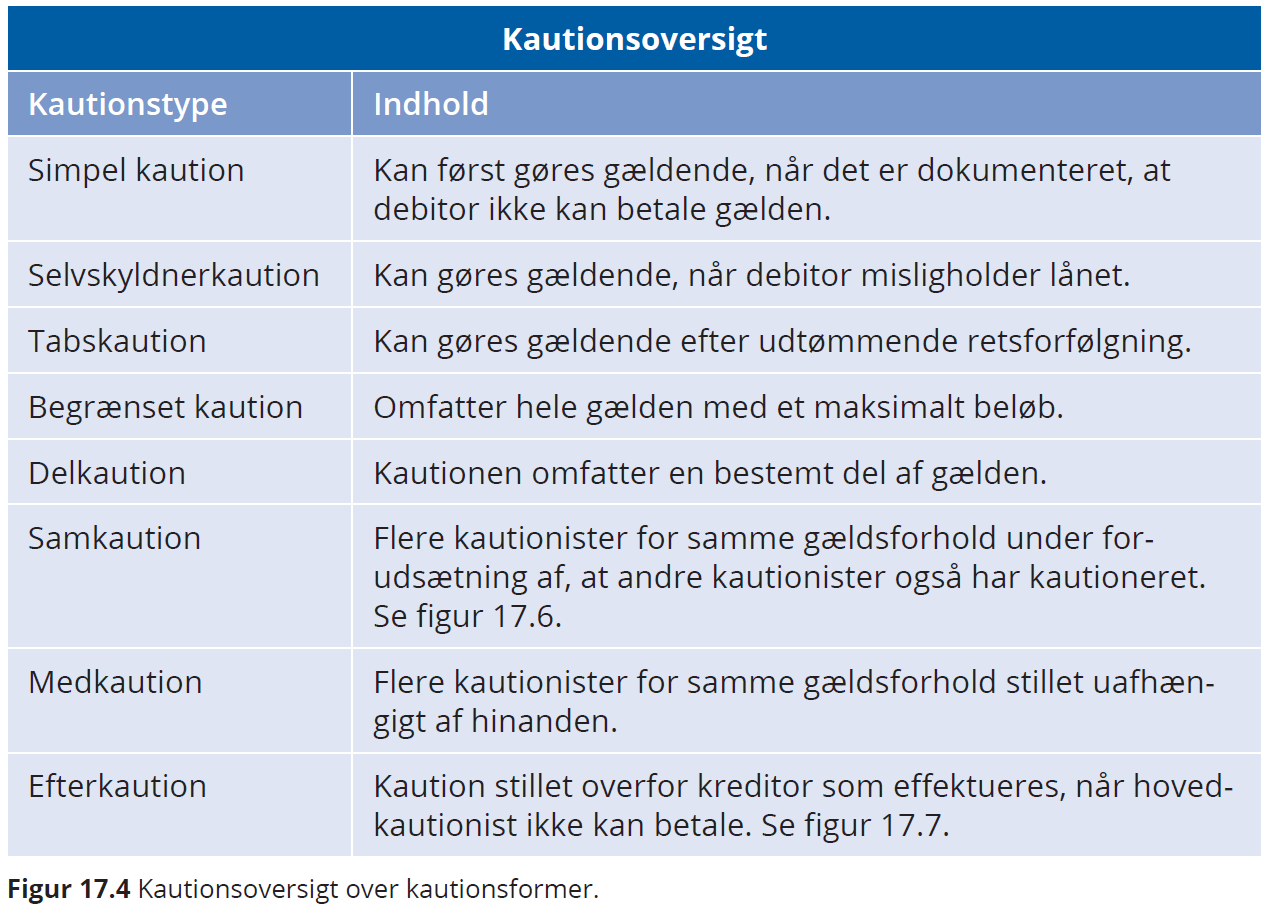 Kautionsoversigt
Kautionstype Indhold
Simpel kaution Kan først gøres gældende, når det er dokumenteret, at
debitor ikke kan betale gælden.
Selvskyldnerkaution Kan gøres gældende, når debitor misligholder lånet.
Tabskaution Kan gøres gældende efter udtømmende retsforfølgning.
Begrænset kaution Omfatter hele gælden med et maksimalt beløb.
Delkaution Kautionen omfatter en bestemt del af gælden.
Samkaution Flere kautionister for samme gældsforhold under for-
udsætning af, at andre kautionister også har kautioneret.
Se figur 17.6.
Medkaution Flere kautionister for samme gældsforhold stillet uafhæn-
gigt af hinanden.
Efterkaution Kaution stillet overfor kreditor som effektueres, når hoved-
kautionist ikke kan betale. Se figur 17.7.
Figur 17.4 Kautionsoversigt over kautionsformer.